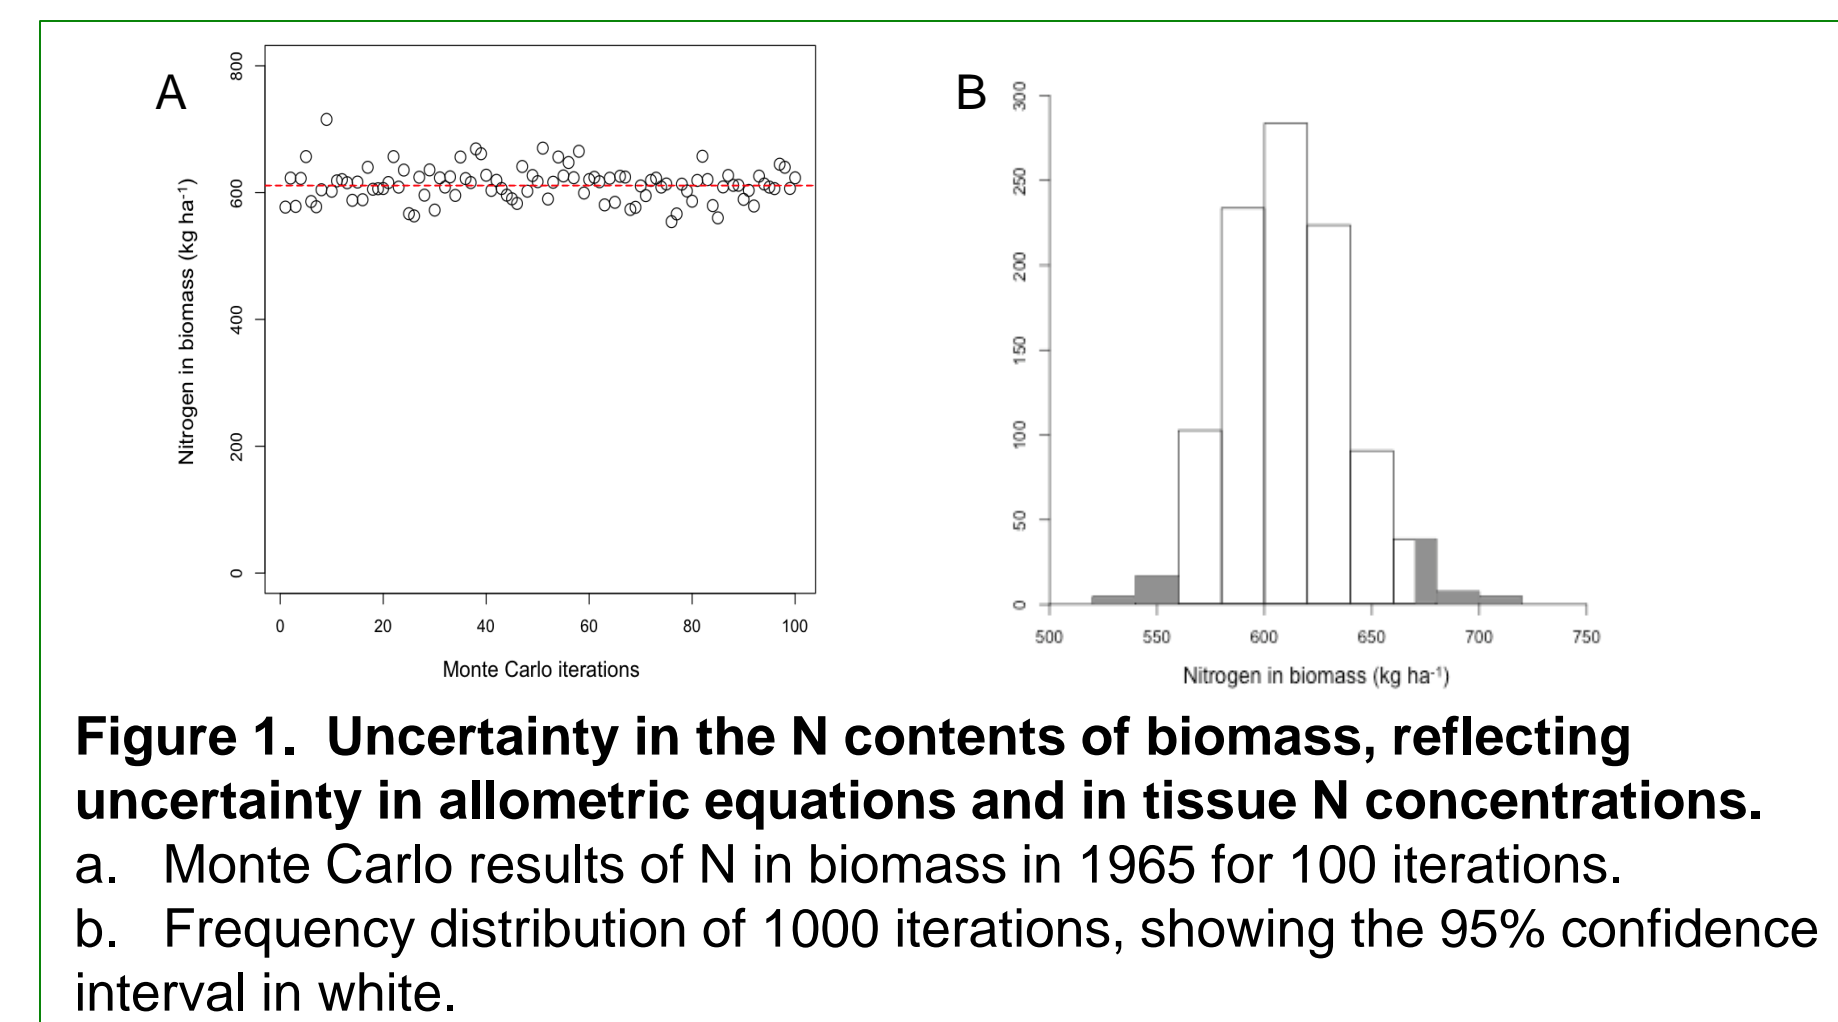 A
800
600
400
200
0
Nitrogen in biomass (kg ha⁻¹)
0 20 40 60 80 100
Monte Carlo iterations
B
300
250
200
150
100
50
0
500 550 600 650 700 750
Nitrogen in biomass (kg ha⁻¹)
Figure 1. Uncertainty in the N contents of biomass, reflecting
uncertainty in allometric equations and in tissue N concentrations.
a. Monte Carlo results of N in biomass in 1965 for 100 iterations.
b. Frequency distribution of 1000 iterations, showing the 95% confidence
interval in white.